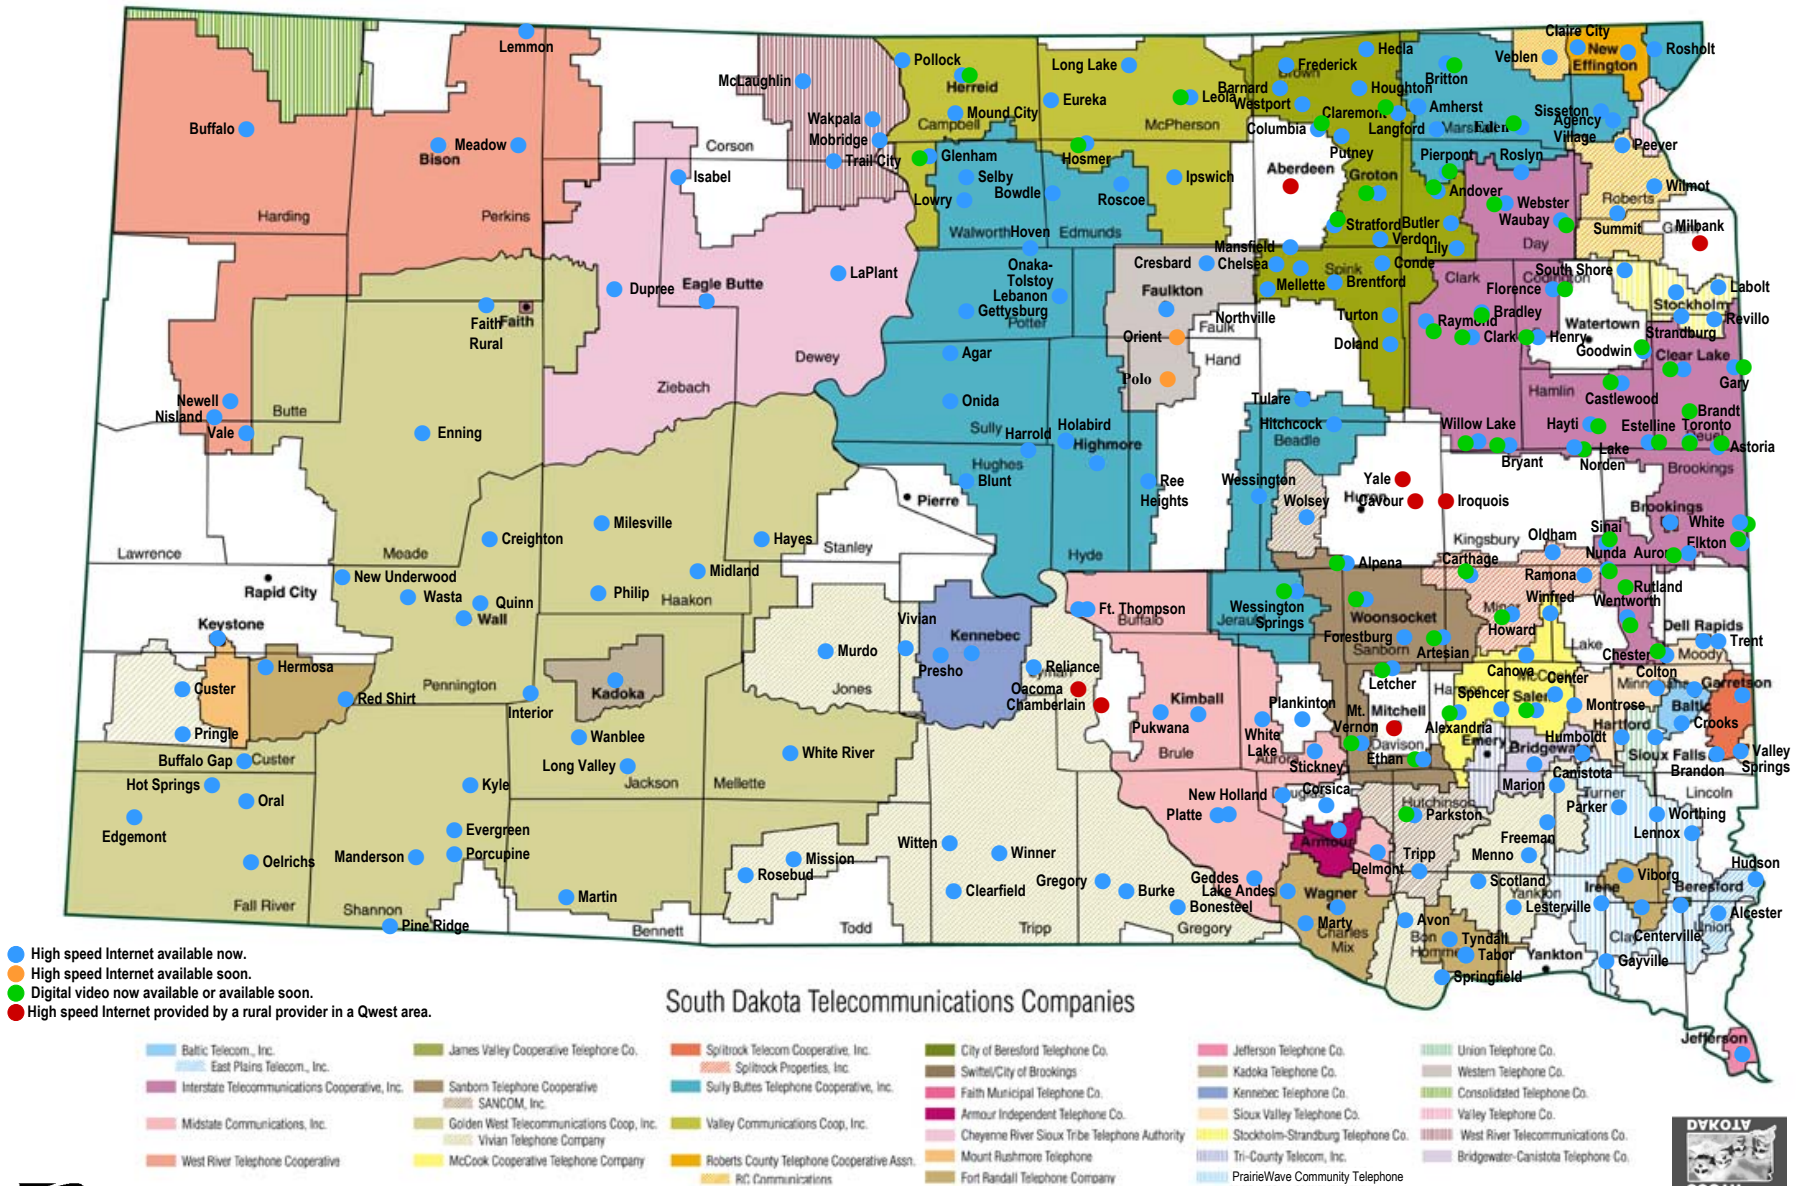 Lemmon
Buffalo
Bison
Meadow
Harding
Perkins
McLaughlin
Wakpala
Mobridge
Trail City
Corson
Isabel
Pollock
Herreid
Mound City
Campbell
Long Lake
Eureka
Leola
McPherson
Glenham
Hosmer
Selby
Bowdle
Roscoe
Ipswich
Lowry
Walworth
Hoven
Edmunds
Hecla
Frederick
Brown
Barnard
Houghton
Westport
Claremont
Columbia
Langford
Putney
Aberdeen
Groton
Stratford
Mansfield
Verdon
Claire City
Veblen
New Effington
Rosholt
Britton
Amherst
Sisseton
Agency Village
Marshall
Eden
Peever
Pierpont
Roslyn
Andover
Webster
Waubay
Wilmot
Roberts
Summit
Grant
Milbank
Butler
Lily
Day
Dupree
Eagle Butte
LaPlant
Faith
Faith Rural
Dewey
Ziebach
Onaka-Tolstoy
Lebanon
Gettysburg
Potter
Cresbard
Chelsea
Faulkton
Northville
Faulk
Orient
Polo
Hand
Mellette
Spink
Brentford
Conde
Turton
Doland
Clark
Codington
South Shore
Florence
Bradley
Raymond
Clark
Henry
Watertown
Goodwin
Stockholm
Labolt
Strandburg
Revillo
Clear Lake
Gary
Hamlin
Castlewood
Brandt
Hayti
Estelline
Toronto
Deuel
Astoria
Willow Lake
Bryant
Lake Norden
Newell
Nisland
Vale
Butte
Enning
Agar
Onida
Sully
Harrold
Holabird
Highmore
Hughes
Blunt
Pierre
Ree Heights
Hyde
Tulare
Hitchcock
Beadle
Wessington
Wolsey
Huron
Yale
Cavour
Iroquois
Brookings
Brookings
White
Sinai
Nunda
Aurora
Elkton
Kingsbury
Oldham
Lawrence
Meade
Creighton
Milesville
Hayes
Stanley
Rapid City
New Underwood
Wasta
Quinn
Wall
Philip
Midland
Haakon
Keystone
Hermosa
Custer
Red Shirt
Pringle
Pennington
Interior
Kadoka
Murdo
Jones
Vivian
Kennebec
Presho
Reliance
Lyman
Oacoma
Chamberlain
Ft. Thompson
Buffalo
Jerauld
Wessington Springs
Alpena
Woonsocket
Forestburg
Sanborn
Artesian
Letcher
Carthage
Ramona
Winfred
Miner
Howard
Rutland
Wentworth
Lake
Chester
Dell Rapids
Trent
Moody
Colton
Minnehaha
Garretson
Baltic
Crooks
Kimball
Pukwana
Brule
White Lake
Plankinton
Aurora
Stickney
Mt. Vernon
Mitchell
Davison
Ethan
Hanson
Alexandria
Canova
McCook
Center
Spencer
Salem
Montrose
Hartford
Humboldt
Emery
Bridgewater
Canistota
Sioux Falls
Brandon
Valley Springs
Marion
Turner
Lincoln
Parker
Worthing
Lennox
Buffalo Gap
Custer
Hot Springs
Oral
Edgemont
Oelrichs
Fall River
Wanblee
Long Valley
Jackson
White River
Mellette
Kyle
Evergreen
Porcupine
Manderson
Shannon
Pine Ridge
Martin
Bennett
Rosebud
Mission
Todd
Witten
Winner
Clearfield
Tripp
Gregory
Burke
Bonesteel
Gregory
New Holland
Platte
Geddes
Lake Andes
Douglas
Corsica
Armour
Delmont
Wagner
Marty
Charles Mix
Hutchinson
Parkston
Tripp
Freeman
Menno
Scotland
Yankton
Lesterville
Avon
Bon Homme
Tyndall
Tabor
Springfield
Yankton
Viborg
Irene
Beresford
Hudson
Alcester
Union
Clay
Centerville
Gayville
Jefferson
High speed Internet available now.
High speed Internet available soon.
Digital video now available or available soon.
High speed Internet provided by a rural provider in a Qwest area.
South Dakota Telecommunications Companies
Baltic Telecom., Inc.
East Plains Telecom., Inc.
Interstate Telecommunications Cooperative, Inc.
Midstate Communications, Inc.
West River Telephone Cooperative
James Valley Cooperative Telephone Co.
Sanborn Telephone Cooperative
SANCOM, Inc.
Golden West Telecommunications Coop, Inc.
Vivian Telephone Company
McCook Cooperative Telephone Company
Splitrock Telecom Cooperative, Inc.
Splitrock Properties, Inc.
Sully Buttes Telephone Cooperative, Inc.
Valley Communications Coop, Inc.
Roberts County Telephone Cooperative Assn.
RC Communications
City of Beresford Telephone Co.
Swiftel/City of Brookings
Faith Municipal Telephone Co.
Armour Independent Telephone Co.
Cheyenne River Sioux Tribe Telephone Authority
Mount Rushmore Telephone
Fort Randall Telephone Company
Jefferson Telephone Co.
Kadoka Telephone Co.
Kennebec Telephone Co.
Sioux Valley Telephone Co.
Stockholm-Strandburg Telephone Co.
Tri-County Telecom, Inc.
PrairieWave Community Telephone
Union Telephone Co.
Western Telephone Co.
Consolidated Telephone Co.
Valley Telephone Co.
West River Telecommunications Co.
Bridgewater-Canistota Telephone Co.
DAKOTA